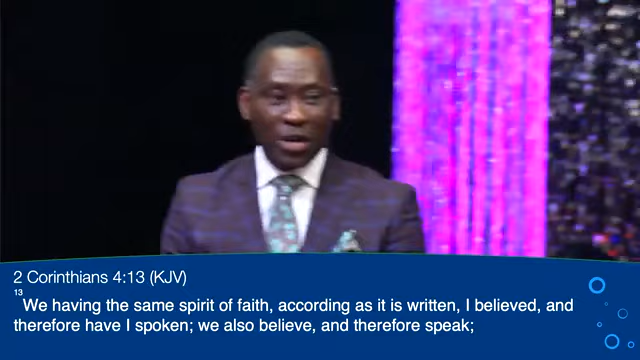 2 Corinthians 4:13 (KJV)
13 We having the same spirit of faith, according as it is written, I believed, and
therefore have I spoken; we also believe, and therefore speak;